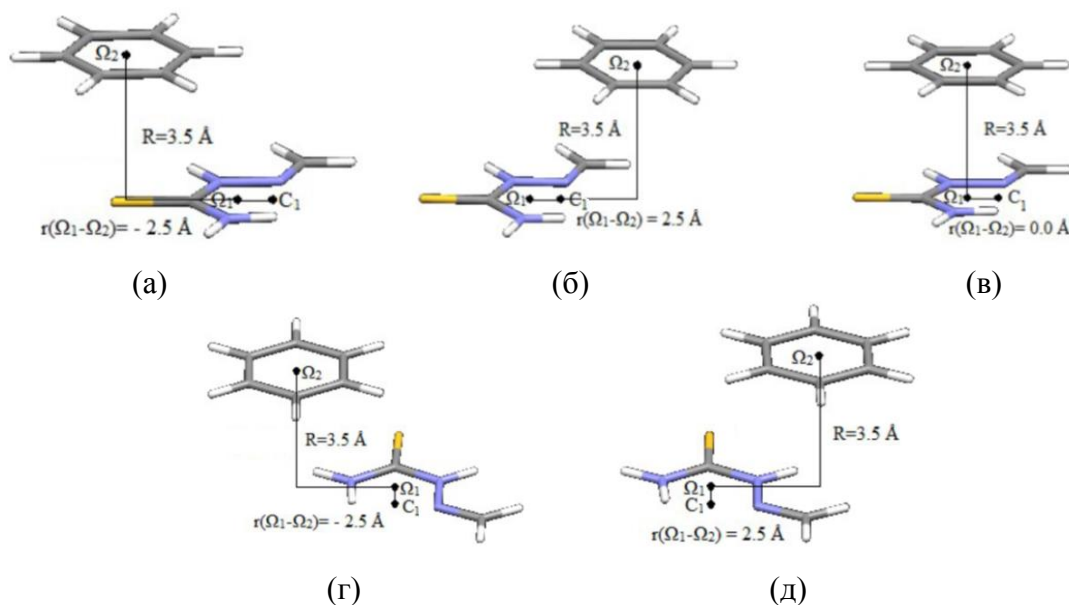 Ω₂ Ω₂ Ω₂
R=3.5 Å R=3.5 Å R=3.5 Å
Ω₁ C₁ Ω₁ C₁ Ω₁ C₁
r(Ω₁-Ω₂)= - 2.5 Å r(Ω₁-Ω₂) = 2.5 Å r(Ω₁-Ω₂)= 0.0 Å
(а) (б) (в)
Ω₂ Ω₂
R=3.5 Å R=3.5 Å
Ω₁ Ω₁
C₁ C₁
r(Ω₁-Ω₂)= - 2.5 Å r(Ω₁-Ω₂) = 2.5 Å
(г) (д)